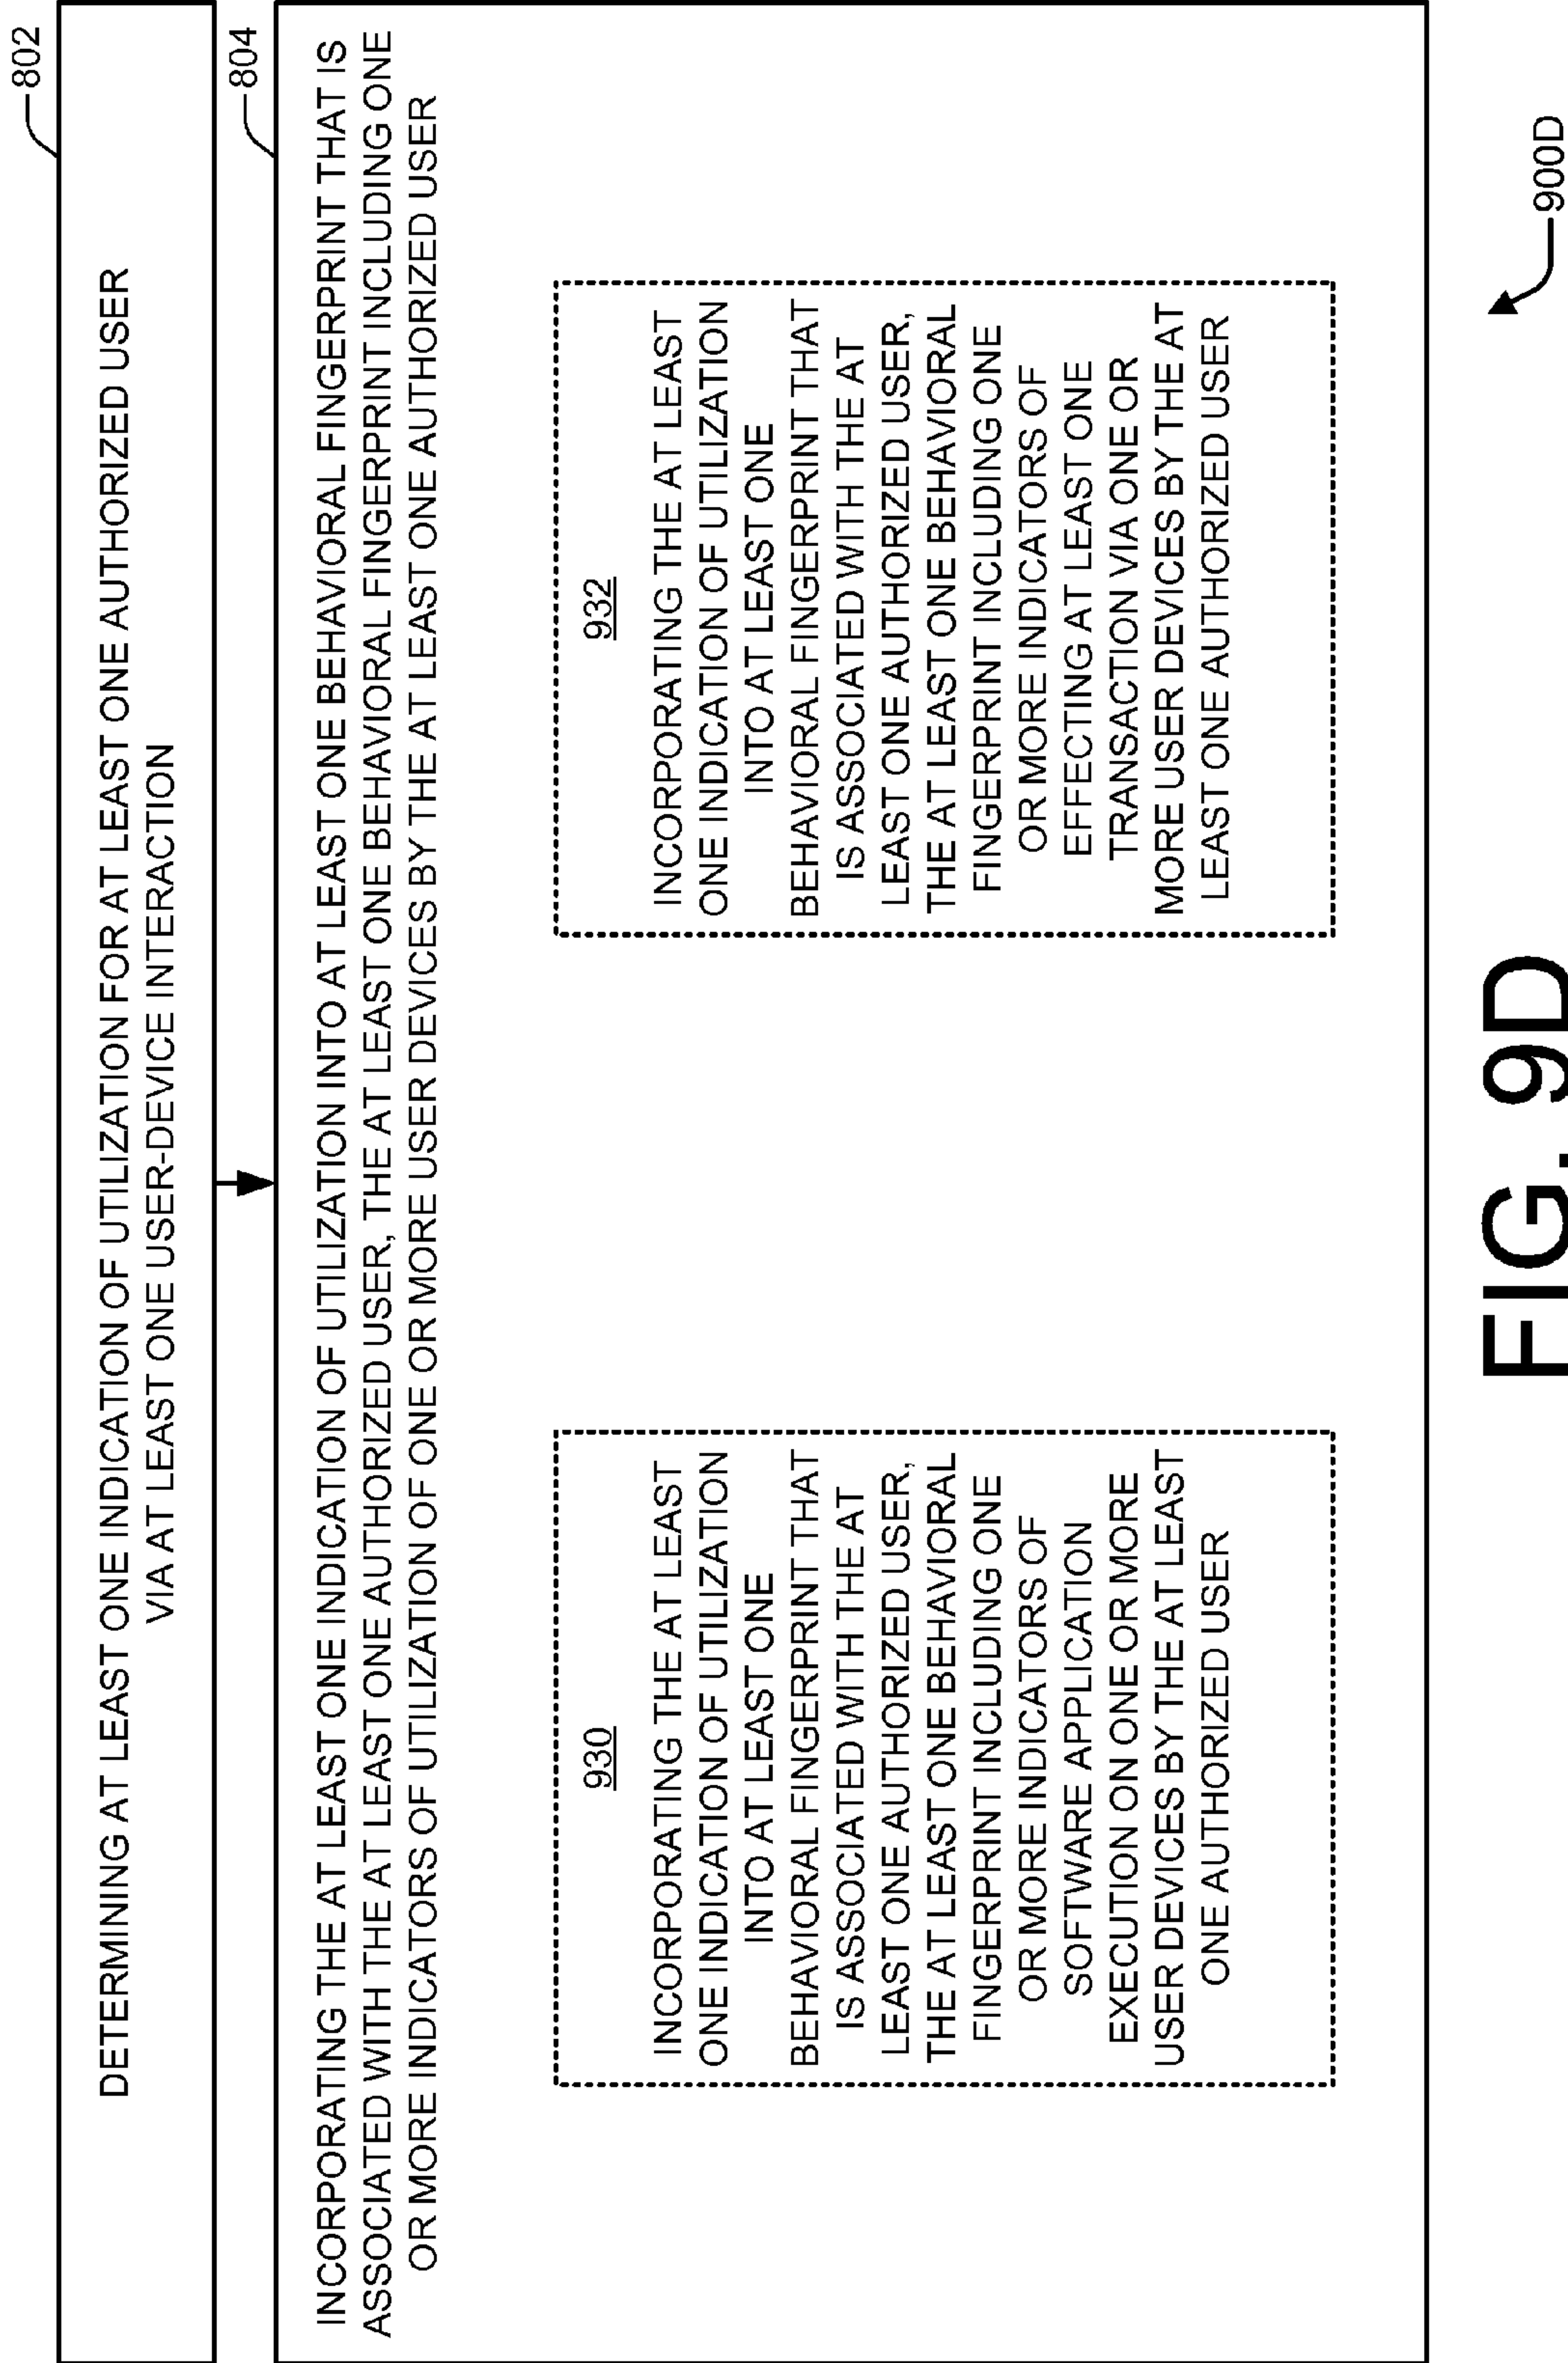 802
DETERMINING AT LEAST ONE INDICATION OF UTILIZATION FOR AT LEAST ONE AUTHORIZED USER
VIA AT LEAST ONE USER-DEVICE INTERACTION
804
INCORPORATING THE AT LEAST ONE INDICATION OF UTILIZATION INTO AT LEAST ONE BEHAVIORAL FINGERPRINT THAT IS
ASSOCIATED WITH THE AT LEAST ONE AUTHORIZED USER, THE AT LEAST ONE BEHAVIORAL FINGERPRINT INCLUDING ONE
OR MORE INDICATORS OF UTILIZATION OF ONE OR MORE USER DEVICES BY THE AT LEAST ONE AUTHORIZED USER
930
INCORPORATING THE AT LEAST
ONE INDICATION OF UTILIZATION
INTO AT LEAST ONE
BEHAVIORAL FINGERPRINT THAT
IS ASSOCIATED WITH THE AT
LEAST ONE AUTHORIZED USER,
THE AT LEAST ONE BEHAVIORAL
FINGERPRINT INCLUDING ONE
OR MORE INDICATORS OF
SOFTWARE APPLICATION
EXECUTION ON ONE OR MORE
USER DEVICES BY THE AT LEAST
ONE AUTHORIZED USER
932
INCORPORATING THE AT LEAST
ONE INDICATION OF UTILIZATION
INTO AT LEAST ONE
BEHAVIORAL FINGERPRINT THAT
IS ASSOCIATED WITH THE AT
LEAST ONE AUTHORIZED USER,
THE AT LEAST ONE BEHAVIORAL
FINGERPRINT INCLUDING ONE
OR MORE INDICATORS OF
EFFECTING AT LEAST ONE
TRANSACTION VIA ONE OR
MORE USER DEVICES BY THE AT
LEAST ONE AUTHORIZED USER
900D
FIG. 9D